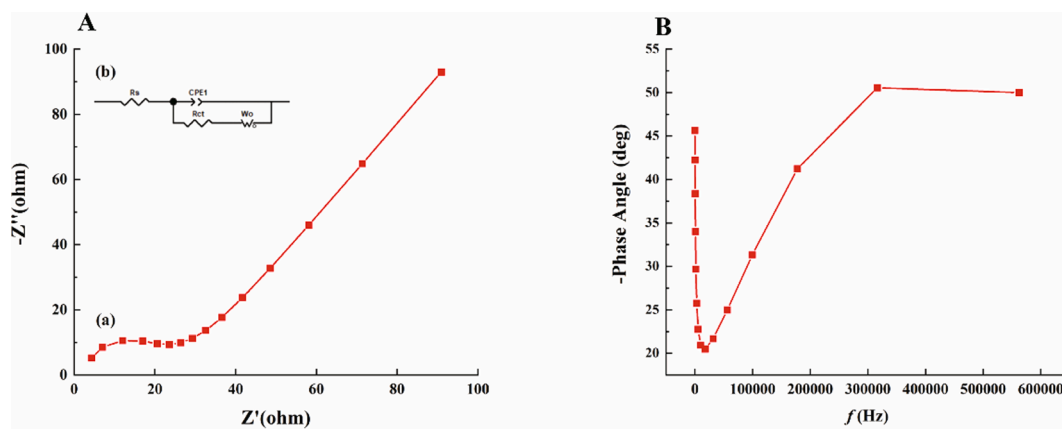 A
100
80
60
40
20
0
-Z''(ohm)
(b)
Rs
CPE1
Rct
Wo
(a)
0
20
40
60
80
100
Z'(ohm)
B
55
50
45
40
35
30
25
20
-Phase Angle (deg)
0
100000
200000
300000
400000
500000
600000
f (Hz)